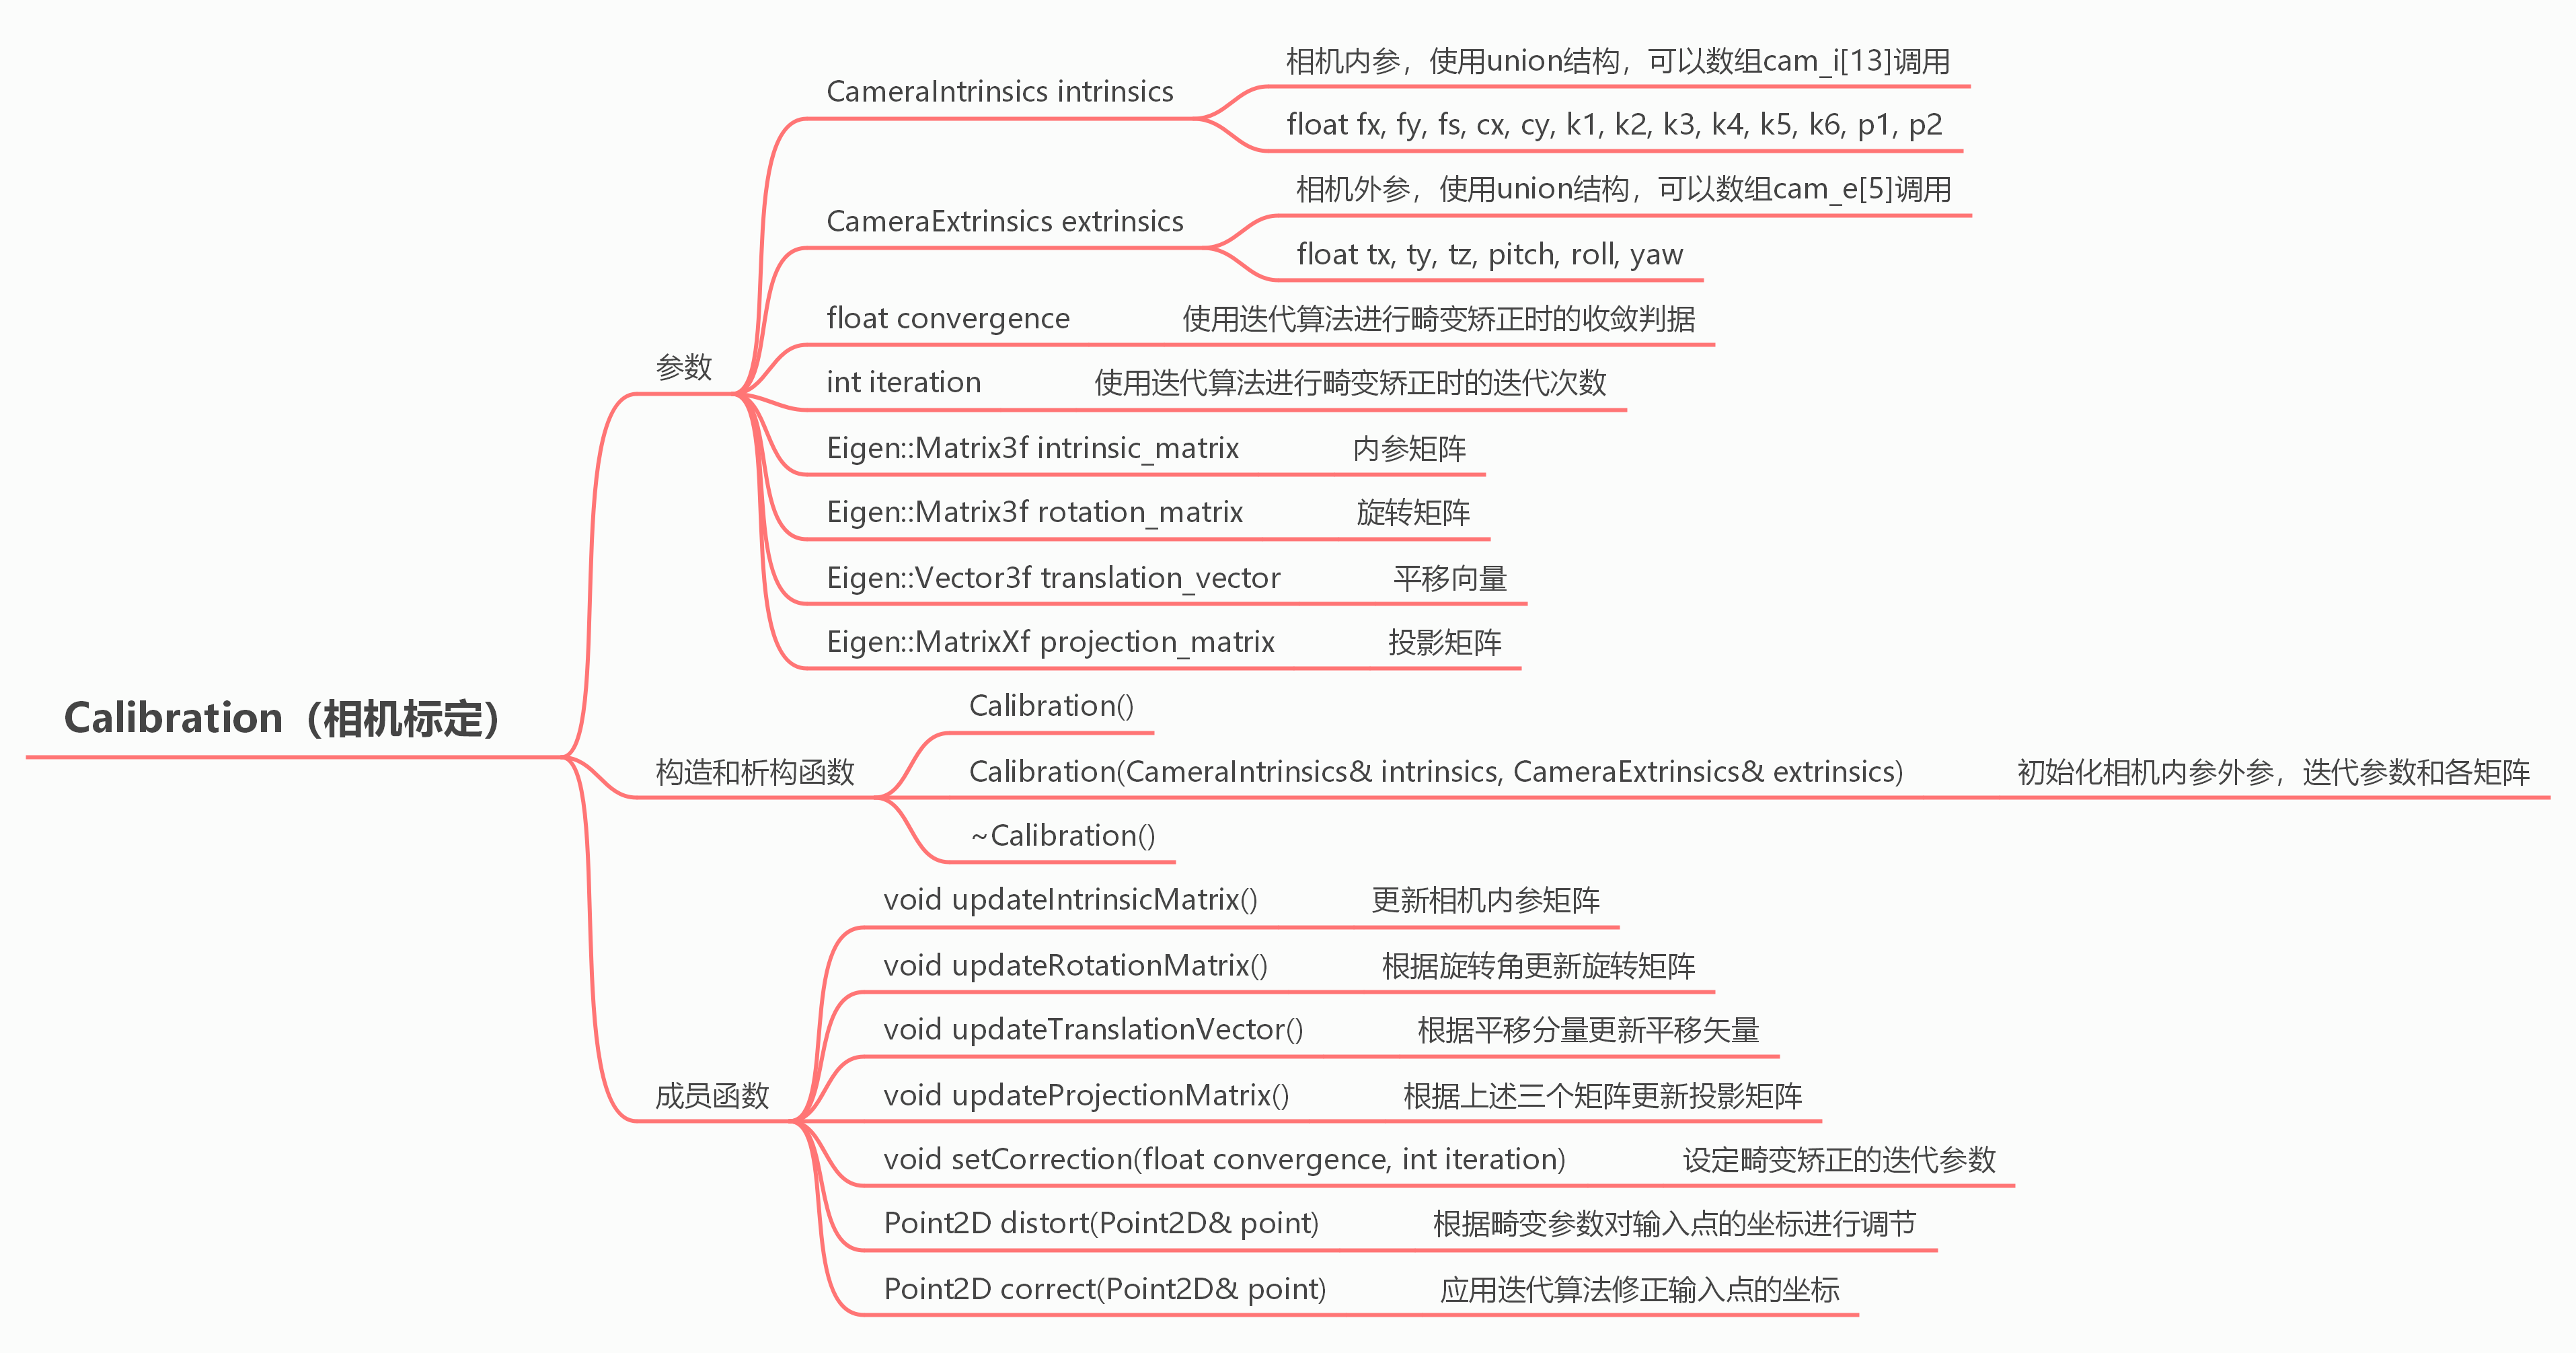 相机内参，使用union结构，可以数组cam_i[13]调用
CameraIntrinsics intrinsics
float fx, fy, fs, cx, cy, k1, k2, k3, k4, k5, k6, p1, p2
相机外参，使用union结构，可以数组cam_e[5]调用
CameraExtrinsics extrinsics
float tx, ty, tz, pitch, roll, yaw
float convergence 使用迭代算法进行畸变矫正时的收敛判据
参数
int iteration 使用迭代算法进行畸变矫正时的迭代次数
Eigen::Matrix3f intrinsic_matrix 内参矩阵
Eigen::Matrix3f rotation_matrix 旋转矩阵
Eigen::Vector3f translation_vector 平移向量
Eigen::MatrixXf projection_matrix 投影矩阵
Calibration（相机标定）
Calibration()
构造和析构函数
Calibration(CameraIntrinsics& intrinsics, CameraExtrinsics& extrinsics) 初始化相机内参外参，迭代参数和各矩阵
~Calibration()
void updateIntrinsicMatrix() 更新相机内参矩阵
void updateRotationMatrix() 根据旋转角更新旋转矩阵
void updateTranslationVector() 根据平移分量更新平移矢量
成员函数
void updateProjectionMatrix() 根据上述三个矩阵更新投影矩阵
void setCorrection(float convergence, int iteration) 设定畸变矫正的迭代参数
Point2D distort(Point2D& point) 根据畸变参数对输入点的坐标进行调节
Point2D correct(Point2D& point) 应用迭代算法修正输入点的坐标